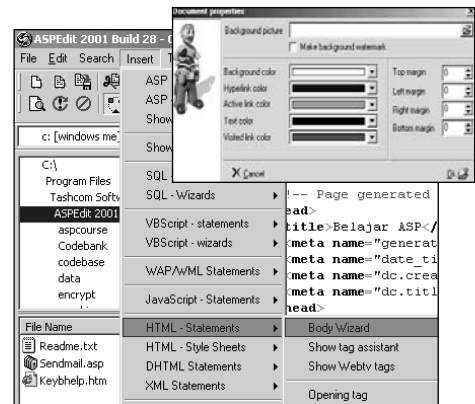 Document properties
Background picture
Make background watermark
Background color
Hyperlink color
Active link color
Text color
Visited link color
Top margin 0
Left margin 0
Right margin 0
Bottom margin 0
Cancel
Ok
ASPEdit 2001 Build 28 -
File Edit Search Insert
c: [windows me]
C:\
Program Files
Tashcom Softw
ASPEdit 2001
aspcourse
Codebank
codebase
data
encrypt
File Name
Readme.txt
Sendmail.asp
Keybhelp.htm
ASP
ASP
Show
Show
SQL
SQL - Wizards
VBScript - statements
VBScript - wizards
WAP/WML Statements
JavaScript - Statements
HTML - Statements
HTML - Style Sheets
DHTML Statements
XML Statements
!-- Page generated
ead>
title>Belajar ASP</
meta name="generat
meta name="date_ti
meta name="dc.crea
meta name="dc.titl
head>
Body Wizard
Show tag assistant
Show Webtv tags
Opening tag